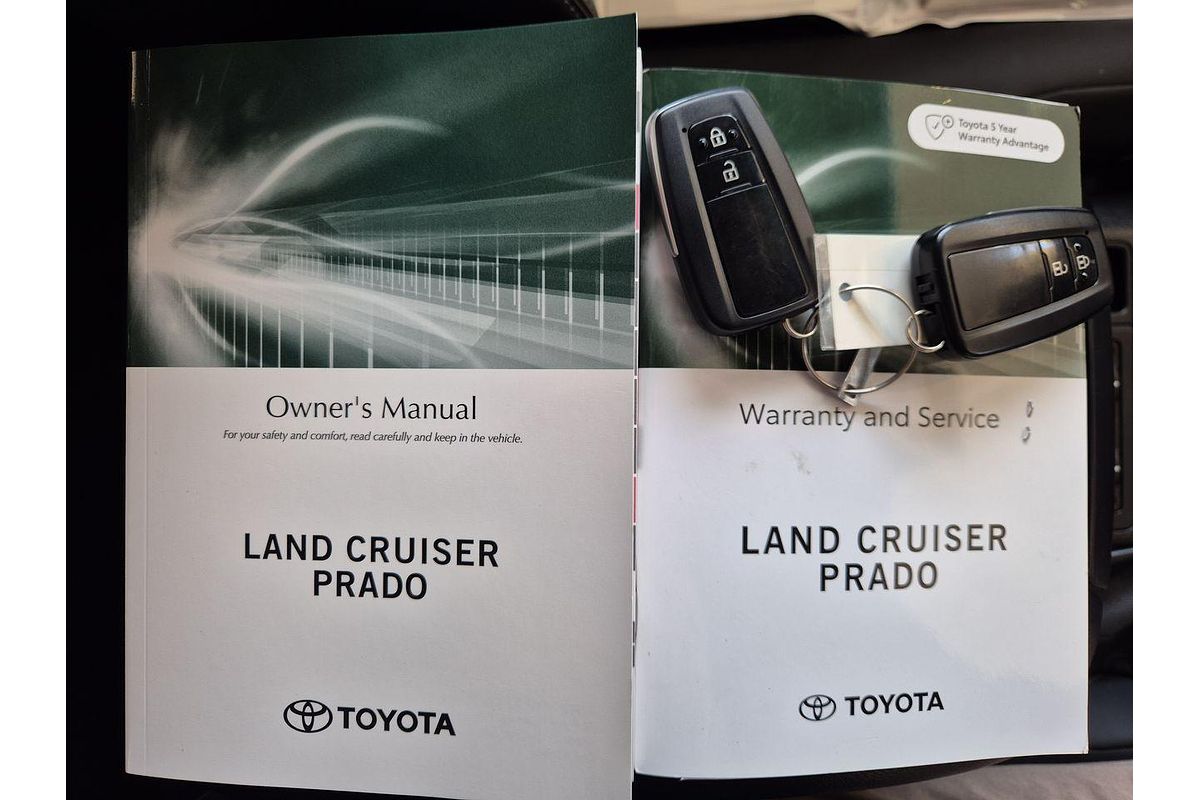 Owner's Manual
For your safety and comfort, read carefully and keep in the vehicle.
LAND CRUISER
PRADO
TOYOTA
Toyota 5 Year
Warranty Advantage
Warranty and Service
LAND CRUISER
PRADO
TOYOTA